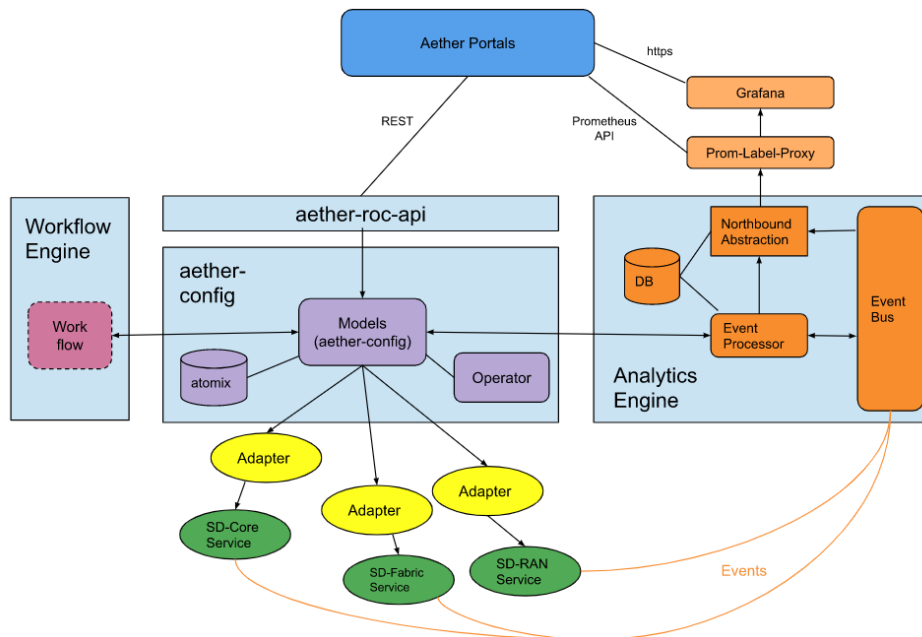 Aether Portals
https
Grafana
REST
Prometheus
API
Prom-Label-Proxy
Workflow
Engine
aether-roc-api
Northbound
Abstraction
aether-
config
DB
Event
Bus
Work
flow
Models
(aether-config)
Event
Processor
atomix
Operator
Analytics
Engine
Adapter
Adapter
Adapter
SD-Core
Service
SD-RAN
Service
SD-Fabric
Service
Events